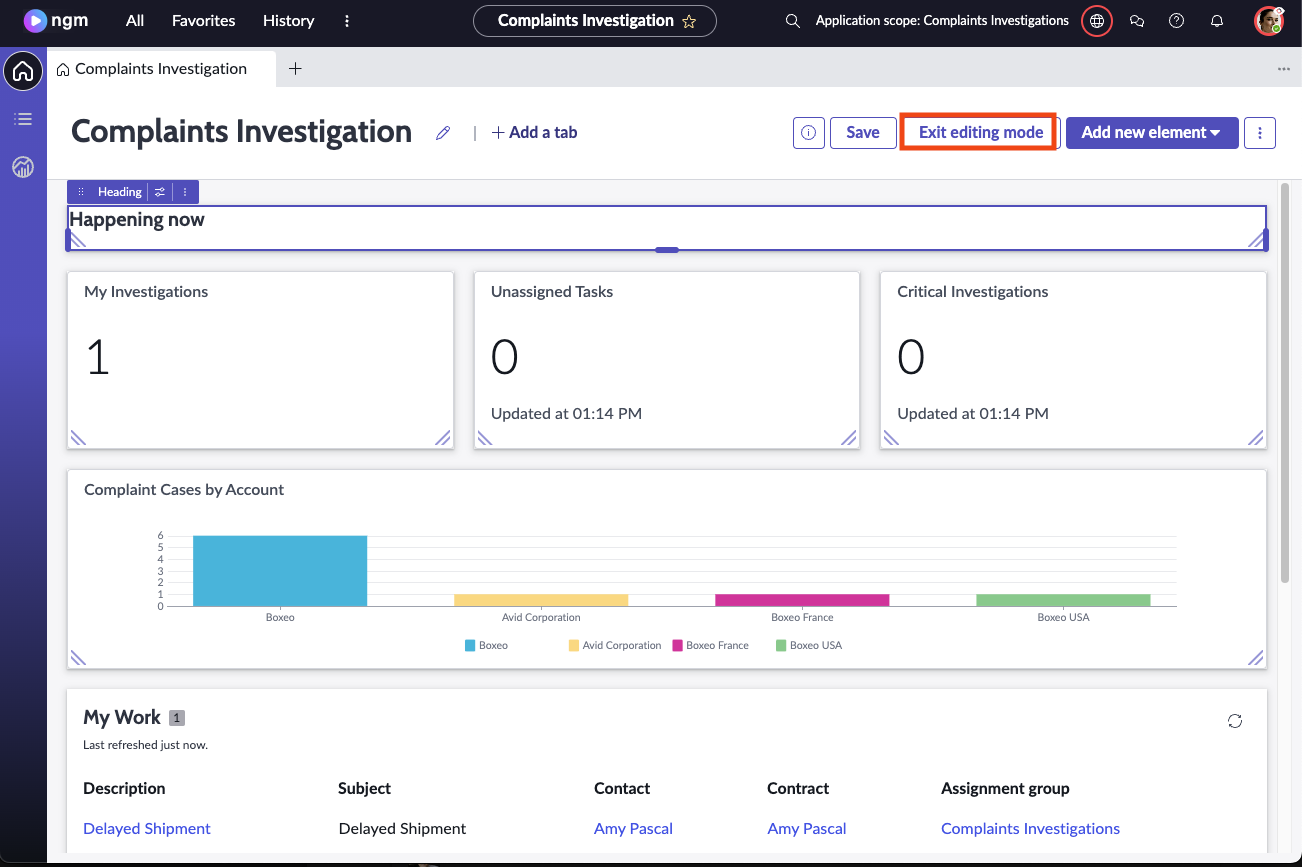 ngm All Favorites History Complaints Investigation Application scope: Complaints Investigations
Complaints Investigation
Complaints Investigation + Add a tab Save Exit editing mode Add new element
Heading
Happening now
My Investigations Unassigned Tasks Critical Investigations
1 0 0
Updated at 01:14 PM Updated at 01:14 PM
Complaint Cases by Account
6
5
4
3
2
1
0
Boxeo Avid Corporation Boxeo France Boxeo USA
Boxeo Avid Corporation Boxeo France Boxeo USA
My Work 1
Last refreshed just now.
Description Subject Contact Contract Assignment group
Delayed Shipment Delayed Shipment Amy Pascal Amy Pascal Complaints Investigations